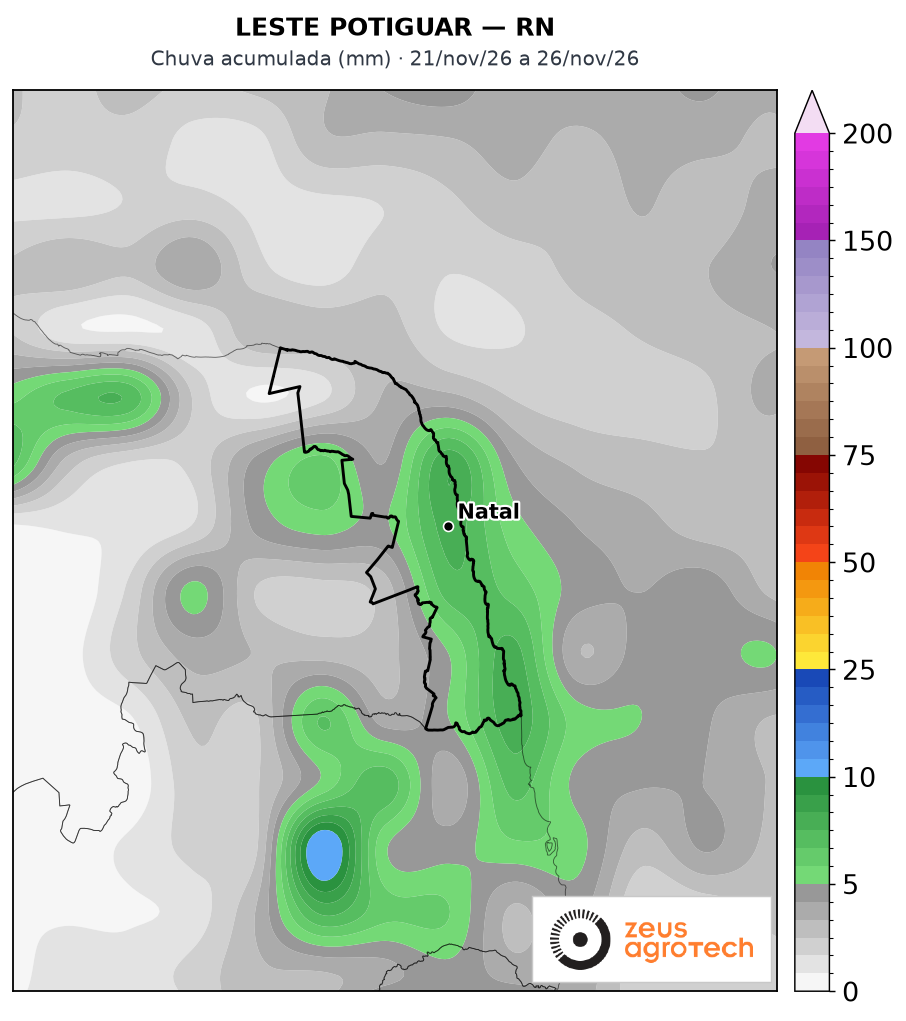 LESTE POTIGUAR — RN
Chuva acumulada (mm) · 21/nov/26 a 26/nov/26
200
150
100
75
50
25
10
5
0
Natal
zeus
agrotech